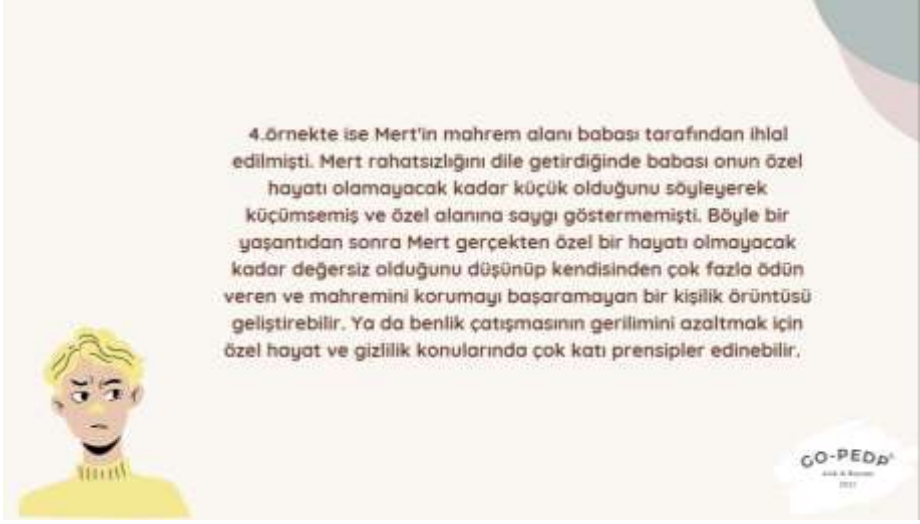 4.örnekte ise Mert'in mahrem alanı babası tarafından ihlal
edilmişti. Mert rahatsızlığını dile getirdiğinde babası onun özel
hayatı olamayacak kadar küçük olduğunu söyleyerek
küçümsemiş ve özel alanına saygı göstermemişti. Böyle bir
yaşantıdan sonra Mert gerçekten özel bir hayatı olmayacak
kadar değersiz olduğunu düşünüp kendisinden çok fazla ödün
veren ve mahremini korumayı başaramayan bir kişilik örüntüsü
geliştirebilir. Ya da benlik çatışmasının gerilimini azaltmak için
özel hayat ve gizlilik konularında çok katı prensipler edinebilir.
GO-PEDP